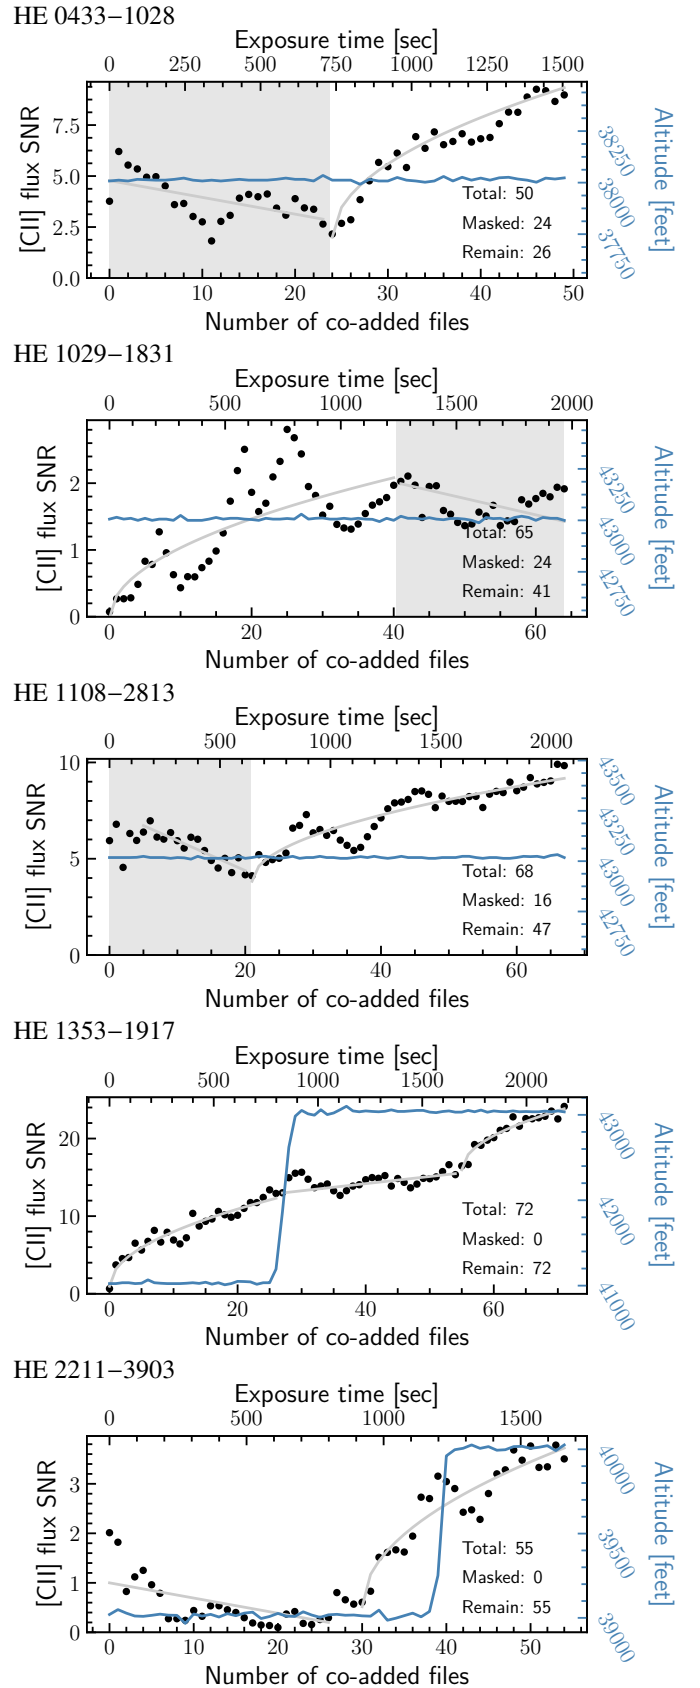 HE 0433−1028
Exposure time [sec]
0 250 500 750 1000 1250 1500
[CII] flux SNR
7.5
5.0
2.5
0.0
38250
38000
37750
Altitude [feet]
Total: 50
Masked: 24
Remain: 26
0 10 20 30 40 50
Number of co-added files
HE 1029−1831
Exposure time [sec]
0 500 1000 1500 2000
[CII] flux SNR
2
1
0
43250
43000
42750
Altitude [feet]
Total: 65
Masked: 24
Remain: 41
0 20 40 60
Number of co-added files
HE 1108−2813
Exposure time [sec]
0 500 1000 1500 2000
[CII] flux SNR
10
5
0
43500
43250
43000
42750
Altitude [feet]
Total: 68
Masked: 16
Remain: 47
0 20 40 60
Number of co-added files
HE 1353−1917
Exposure time [sec]
0 500 1000 1500 2000
[CII] flux SNR
20
10
0
43000
42000
41000
Altitude [feet]
Total: 72
Masked: 0
Remain: 72
0 20 40 60
Number of co-added files
HE 2211−3903
Exposure time [sec]
0 500 1000 1500
[CII] flux SNR
3
2
1
0
40000
39500
39000
Altitude [feet]
Total: 55
Masked: 0
Remain: 55
0 10 20 30 40 50
Number of co-added files